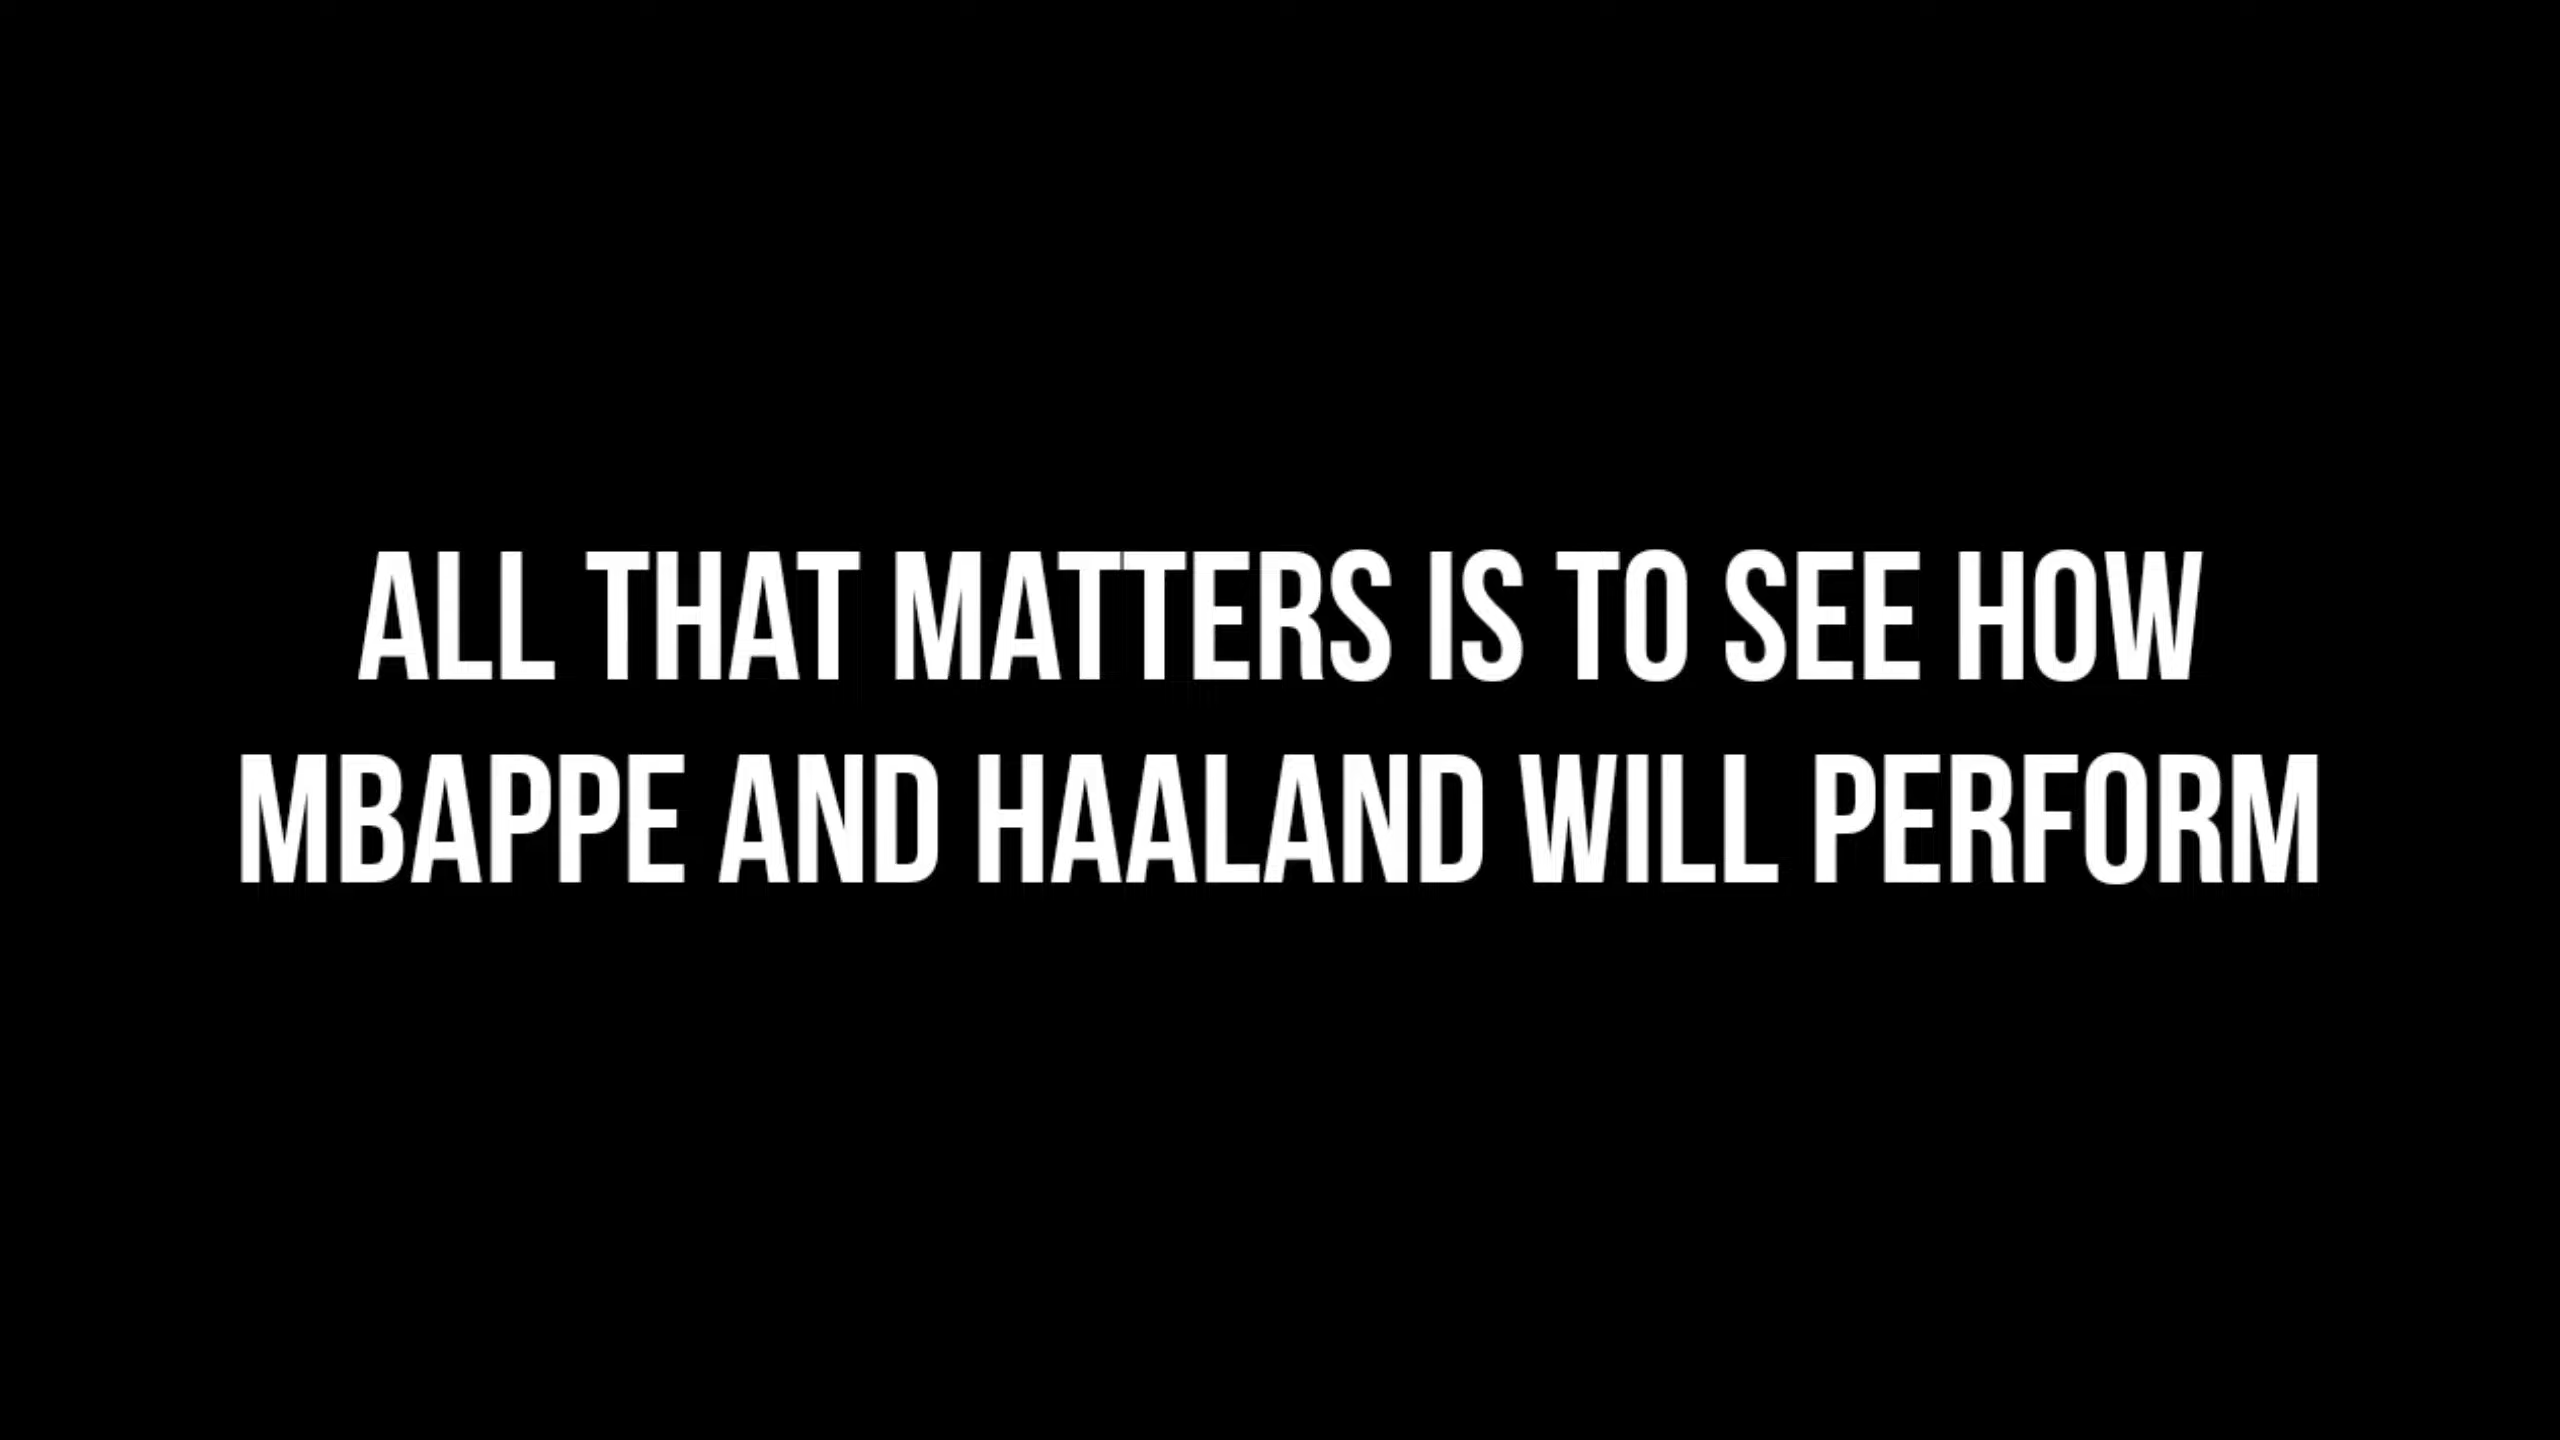 ALL THAT MATTERS IS TO SEE HOW
MBAPPE AND HAALAND WILL PERFORM